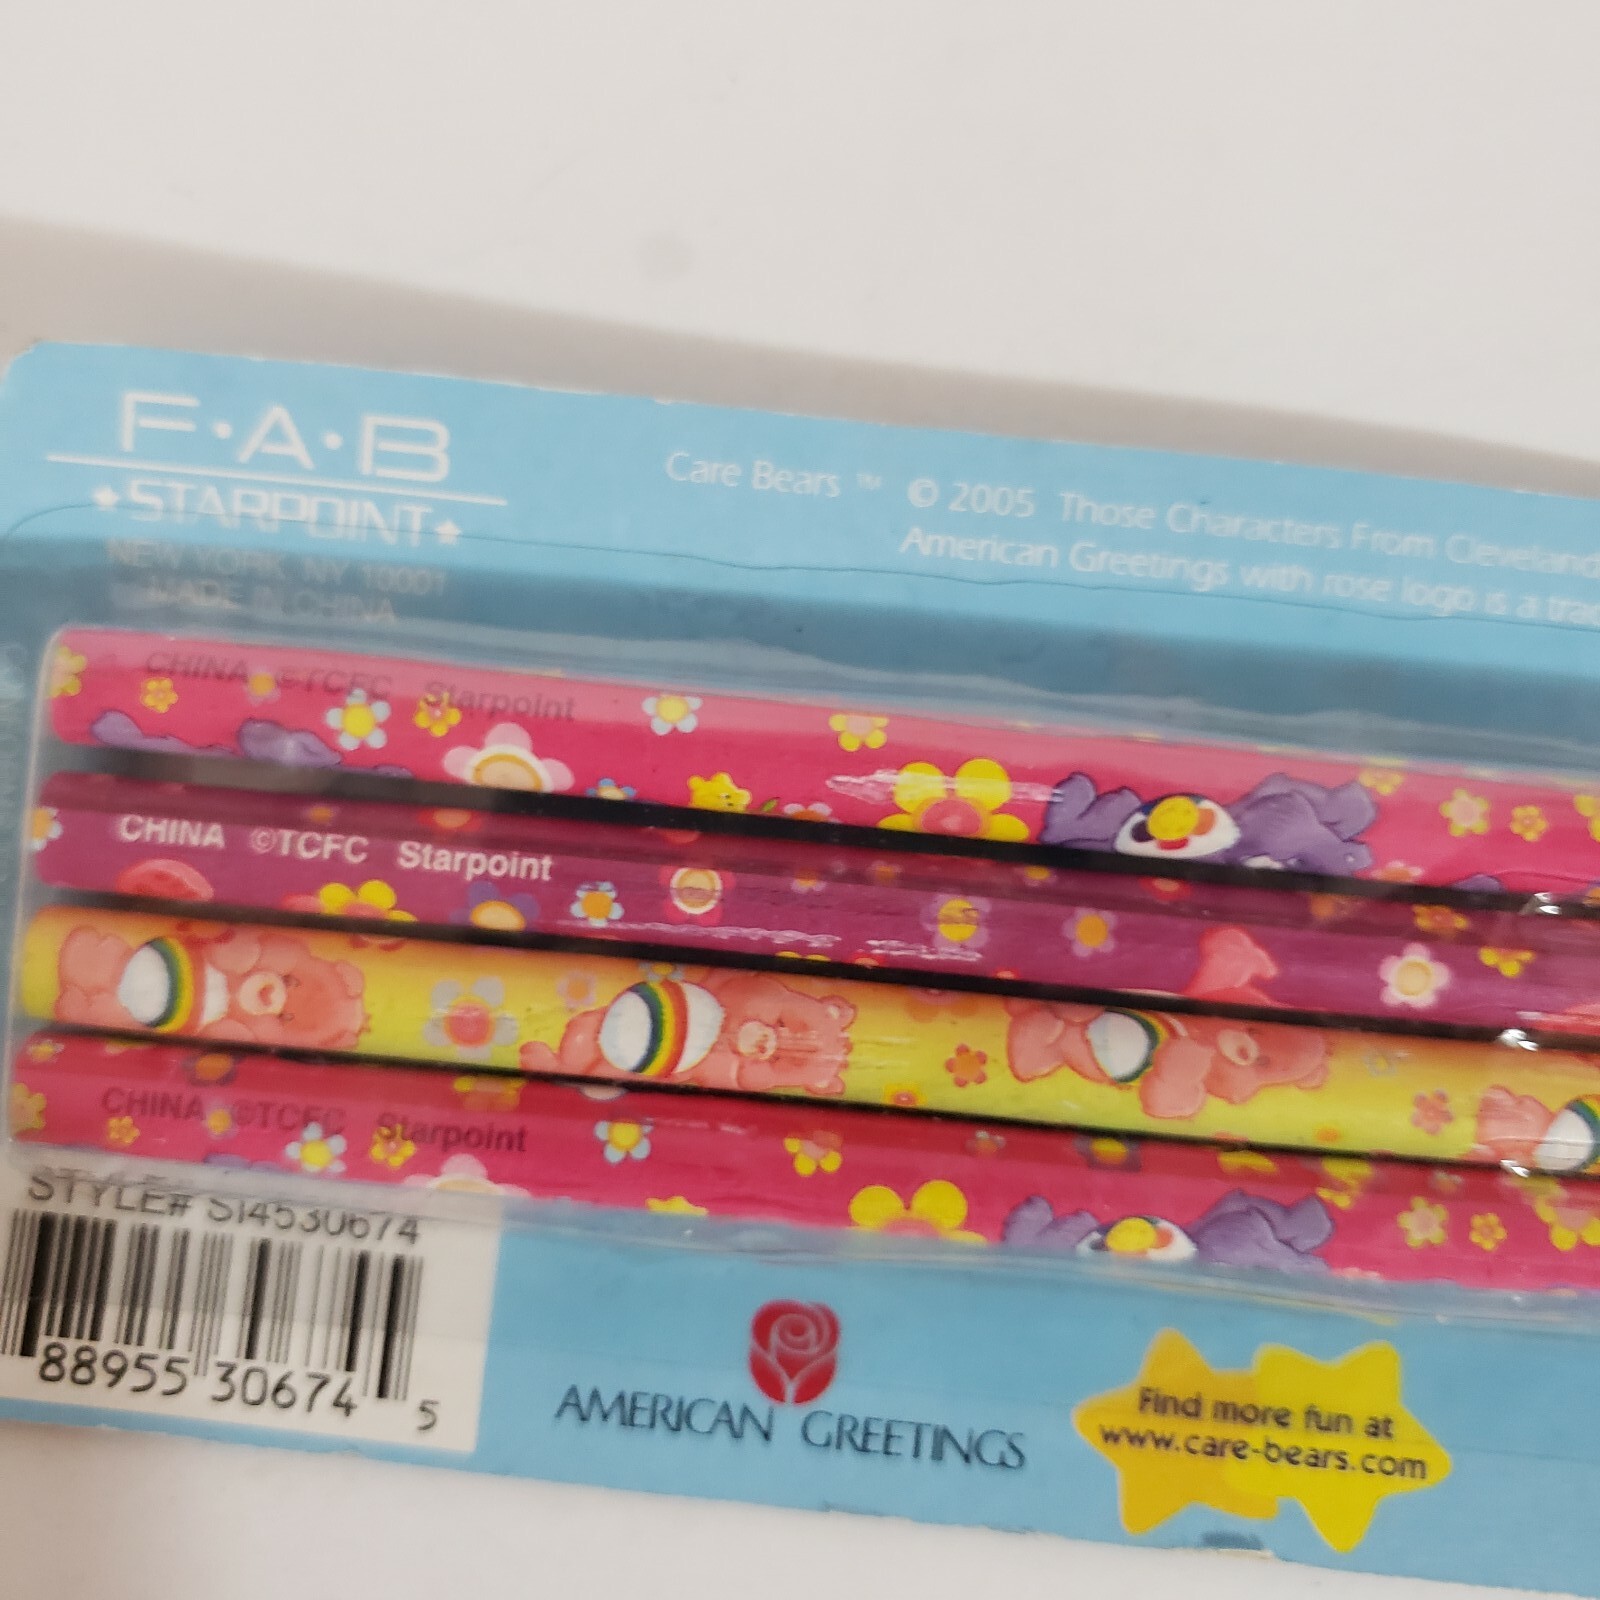 F·A·B
STARPOINT
NEW YORK, NY 10001
MADE IN CHINA
Care Bears ™ © 2005 Those Characters From Cleveland
American Greetings with rose logo is a
CHINA ©TCFC Starpoint
CHINA ©TCFC Starpoint
CHINA ©TCFC Starpoint
STYLE# S14530674
88955 30674 5
AMERICAN GREETINGS
Find more fun at
www.care-bears.com